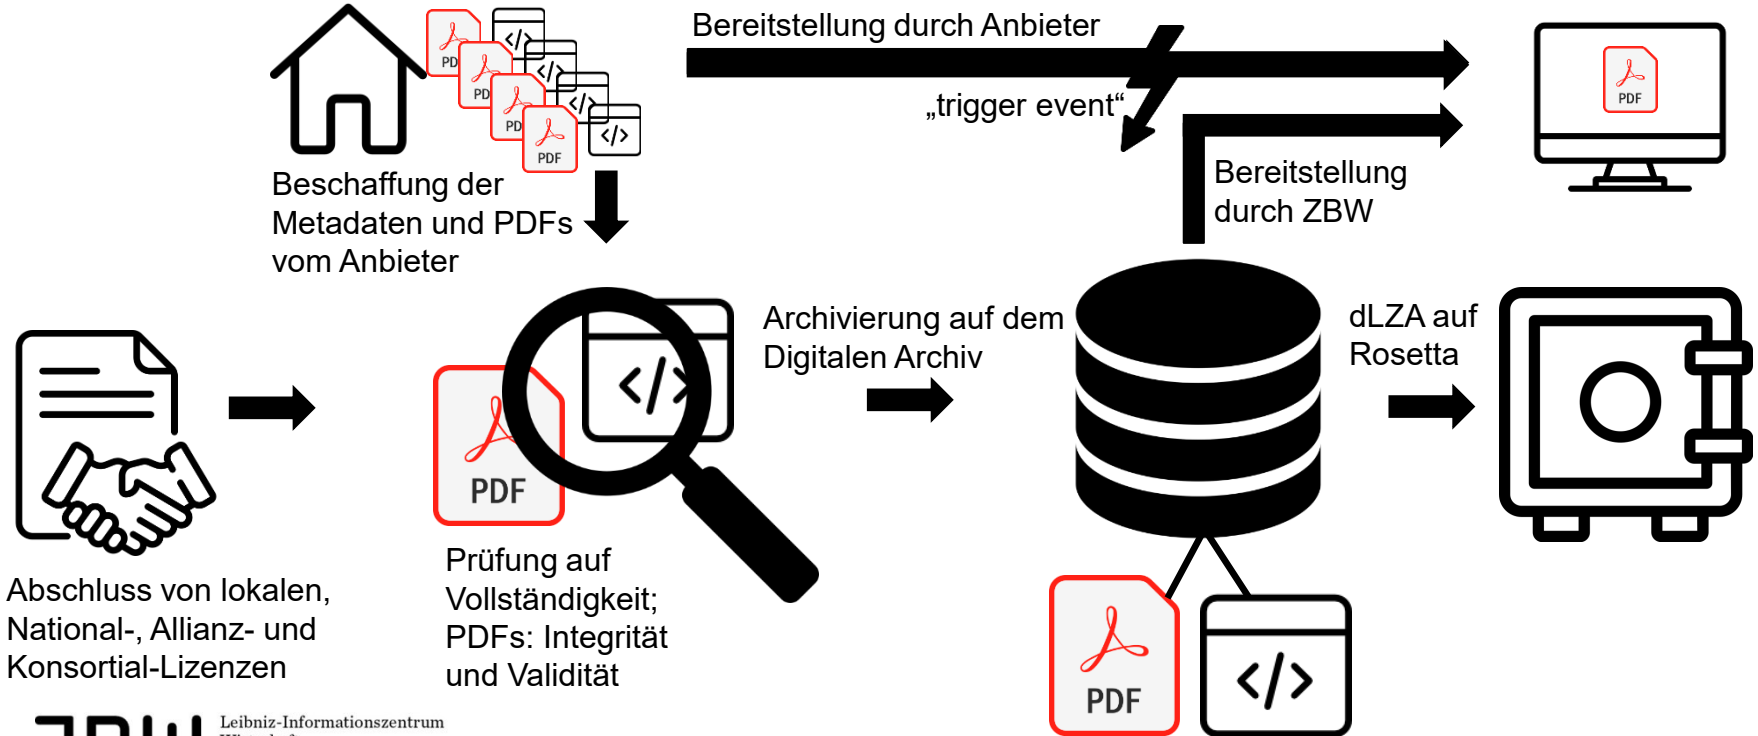 Bereitstellung durch Anbieter
„trigger event“
PDF
PDF
Beschaffung der
Metadaten und PDFs
vom Anbieter
Bereitstellung
durch ZBW
</>
</>
PDF
Archivierung auf dem
Digitalen Archiv
dLZA auf
Rosetta
Abschluss von lokalen,
National-, Allianz- und
Konsortial-Lizenzen
Prüfung auf
Vollständigkeit;
PDFs: Integrität
und Validität
PDF
</>
Leibniz-Informationszentrum